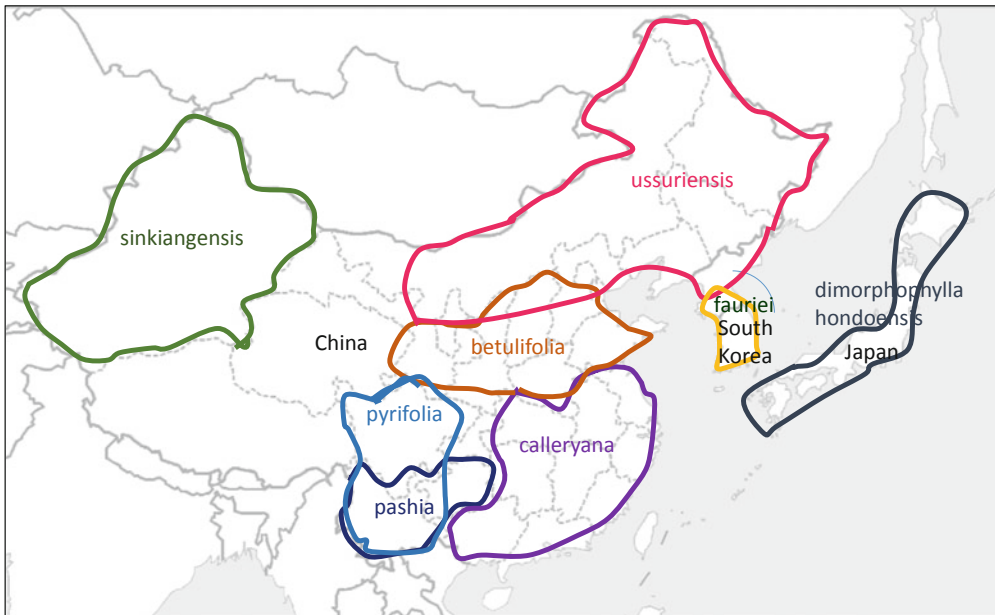 ussuriensis
sinkiangensis
dimorphophylla
hondoensis
fauriei
South
Korea
China
betulifolia
Japan
pyrifolia
calleryana
pashia